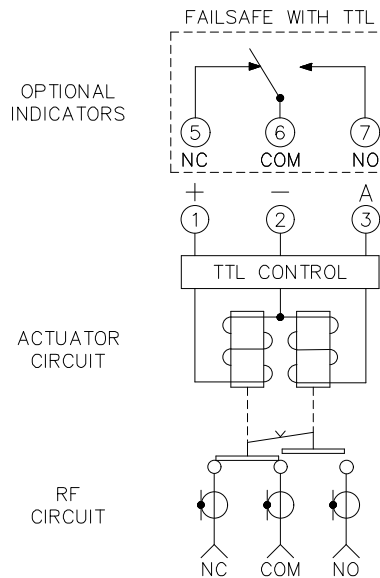 FAILSAFE WITH TTL
OPTIONAL
INDICATORS
5 6 7
NC COM NO
+ − A
1 2 3
TTL CONTROL
ACTUATOR
CIRCUIT
RF
CIRCUIT
NC COM NO